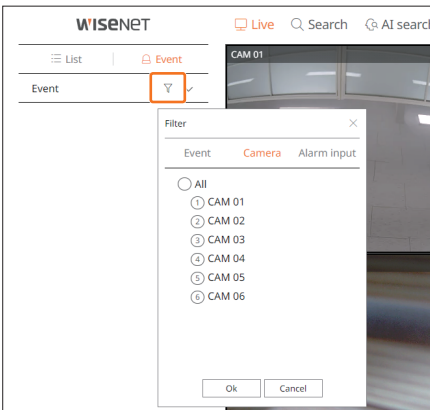 WISENET
Live Search AI search
List Event
CAM 01
Event
Filter
Event Camera Alarm input
All
1 CAM 01
2 CAM 02
3 CAM 03
4 CAM 04
5 CAM 05
6 CAM 06
Ok Cancel